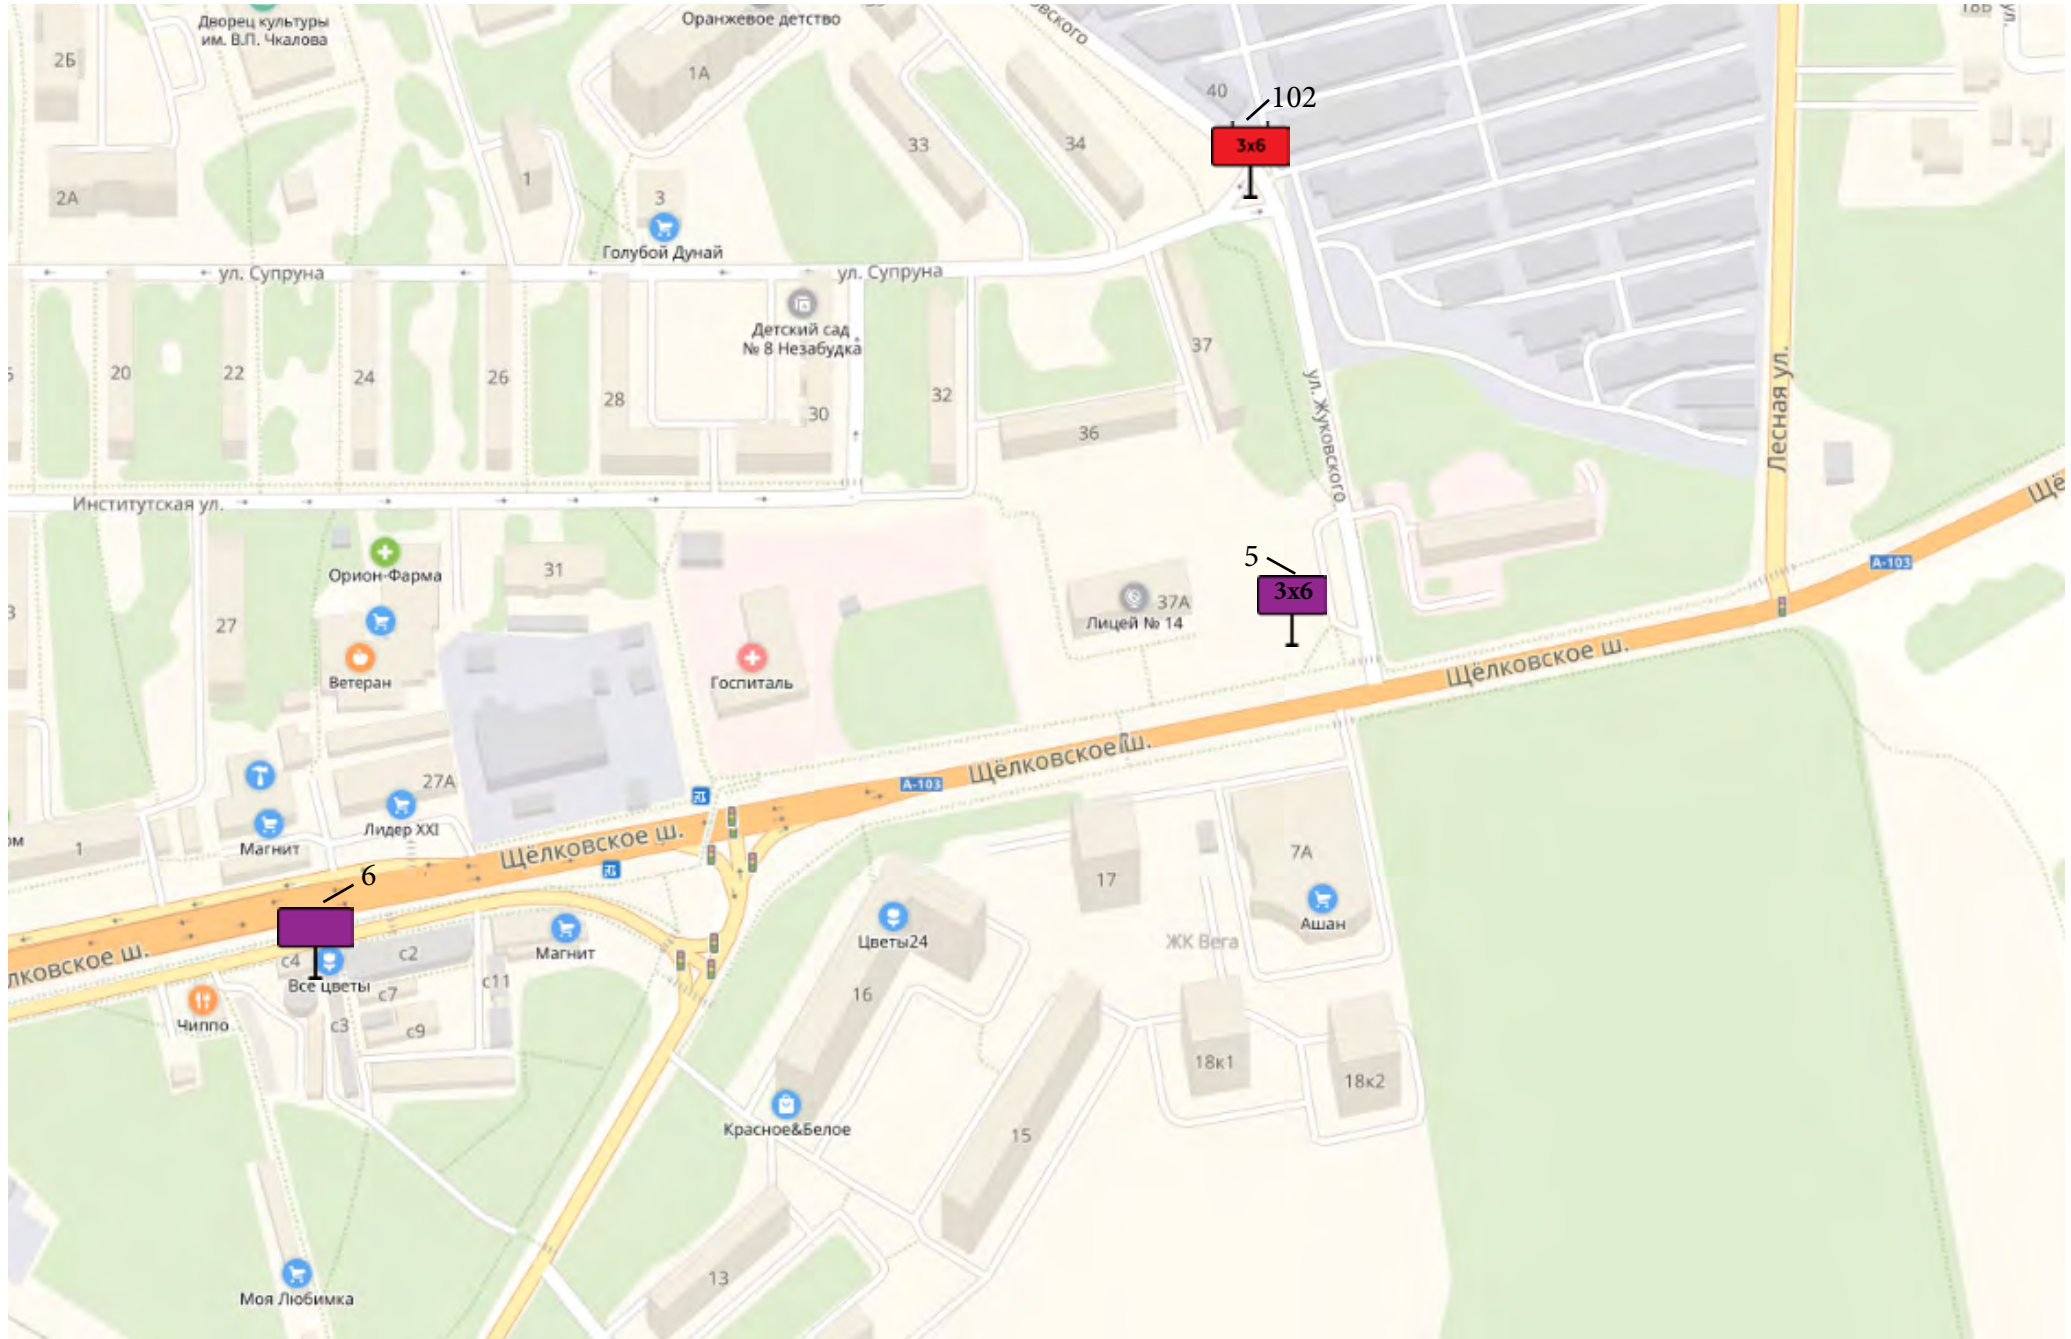 Дворец культуры
им. В.П. Чкалова
Оранжевое детство
2Б
1А
40
102
3x6
33
34
1
3
2А
Голубой Дунай
ул. Супруна
ул. Супруна
Детский сад
№ 8 Незабудка
20
22
24
26
28
30
32
37
36
ул. Жуковского
Лесная ул.
Институтская ул.
Орион-Фарма
31
27
Ветеран
Госпиталь
37А
Лицей № 14
5
3x6
А-103
Щёлковское ш.
Щёлковское ш.
А-103
27А
Лидер XXI
Магнит
1
Щёлковское ш.
6
17
7А
Ашан
ЖК Вега
Цветы24
Магнит
с4
с2
с11
Все цветы
с7
с3
с9
Чиппо
16
18к1
18к2
Красное&Белое
15
13
Моя Любимка